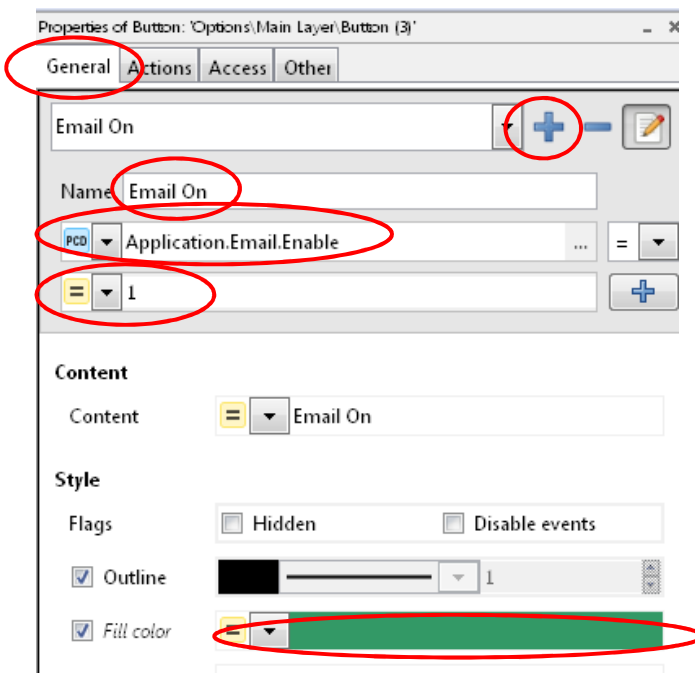 Properties of Button: 'Options\Main Layer\Button (3)'
General Actions Access Other
Email On
Name Email On
PCD Application.Email.Enable ... =
= 1
Content
Content = Email On
Style
Flags Hidden Disable events
Outline 1
Fill color =